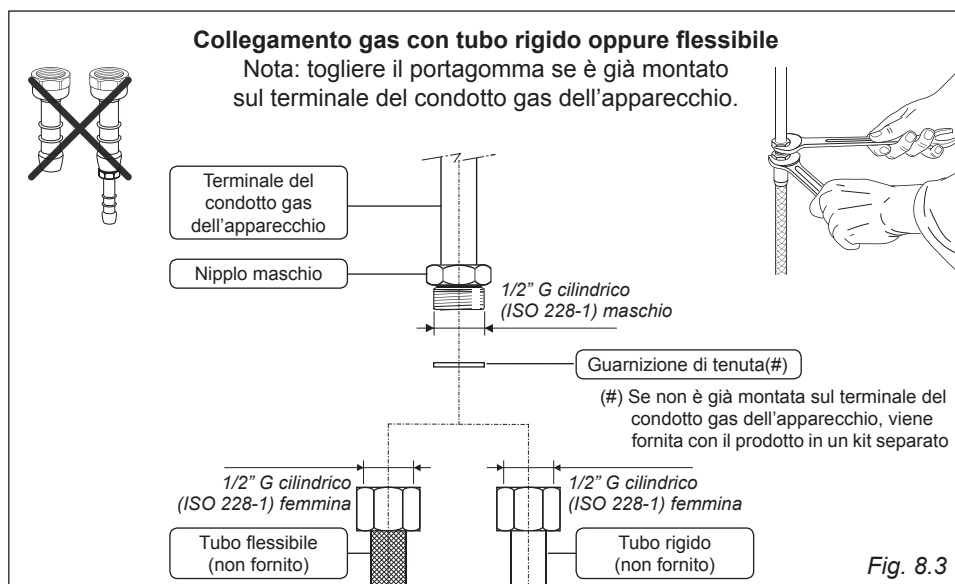 Collegamento gas con tubo rigido oppure flessibile
Nota: togliere il portagomma se è già montato
sul terminale del condotto gas dell’apparecchio.
Terminale del
condotto gas
dell’apparecchio
Nipplo maschio
1/2” G cilindrico
(ISO 228-1) maschio
Guarnizione di tenuta(#)
(#) Se non è già montata sul terminale del
condotto gas dell’apparecchio, viene
fornita con il prodotto in un kit separato
1/2” G cilindrico
(ISO 228-1) femmina
1/2” G cilindrico
(ISO 228-1) femmina
Tubo flessibile
(non fornito)
Tubo rigido
(non fornito)
Fig. 8.3